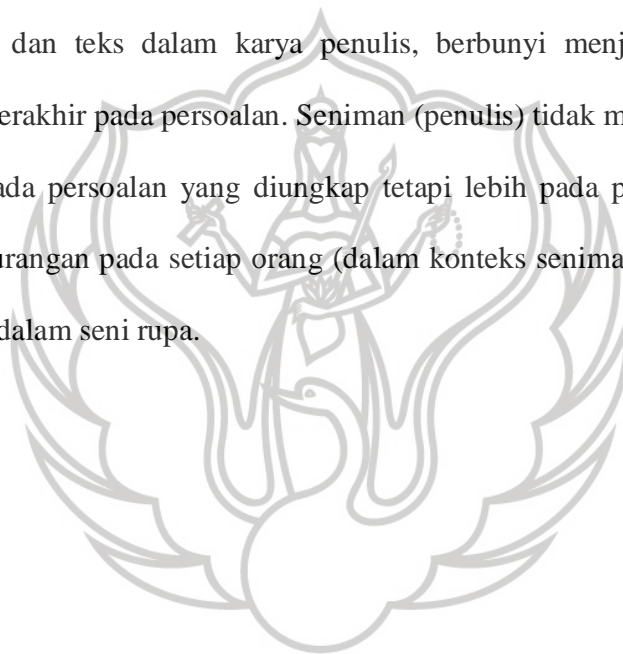 dan teks dalam karya penulis, berbunyi menj
erakhir pada persoalan. Seniman (penulis) tidak m
ada persoalan yang diungkap tetapi lebih pada p
urangan pada setiap orang (dalam konteks senima
dalam seni rupa.